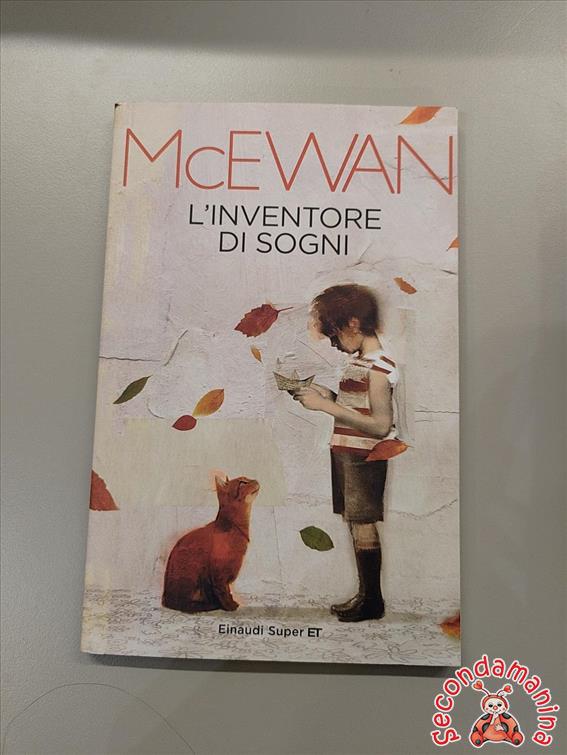 McEWAN
L'INVENTORE
DI SOGNI
Einaudi Super ET
secondamanina